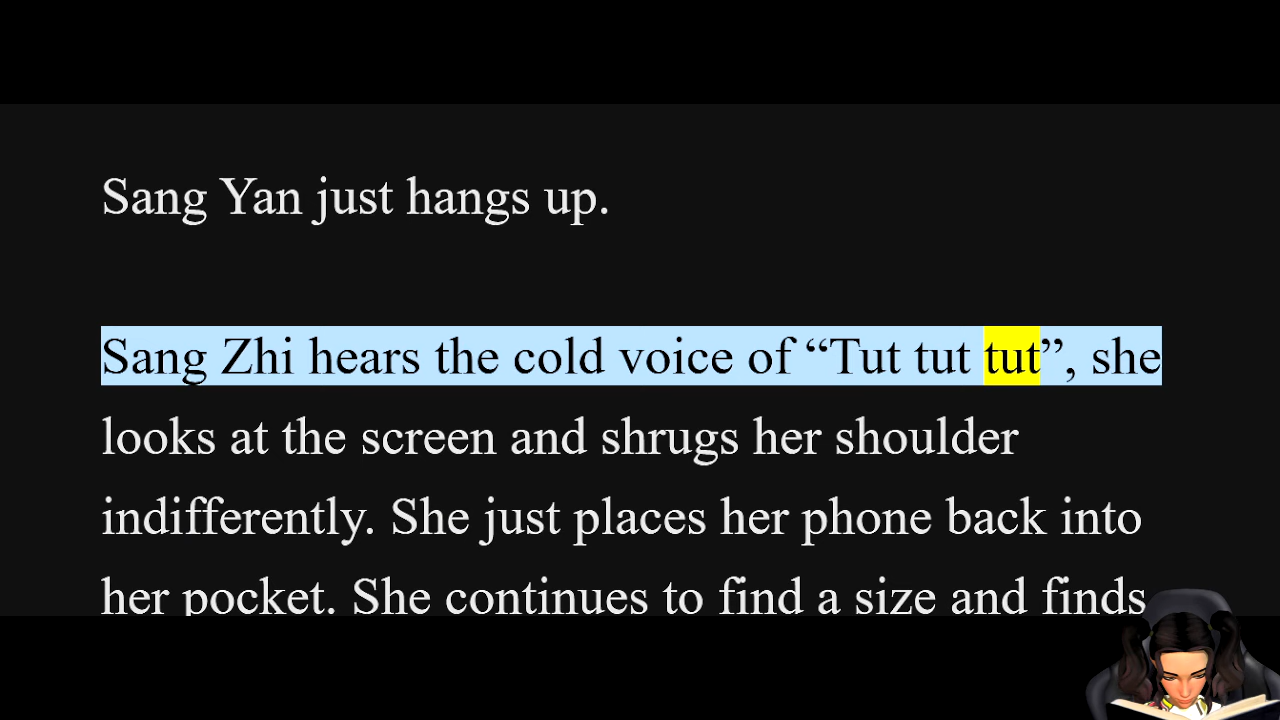 Sang Yan just hangs up.
Sang Zhi hears the cold voice of “Tut tut tut”, she
looks at the screen and shrugs her shoulder
indifferently. She just places her phone back into
her pocket. She continues to find a size and finds